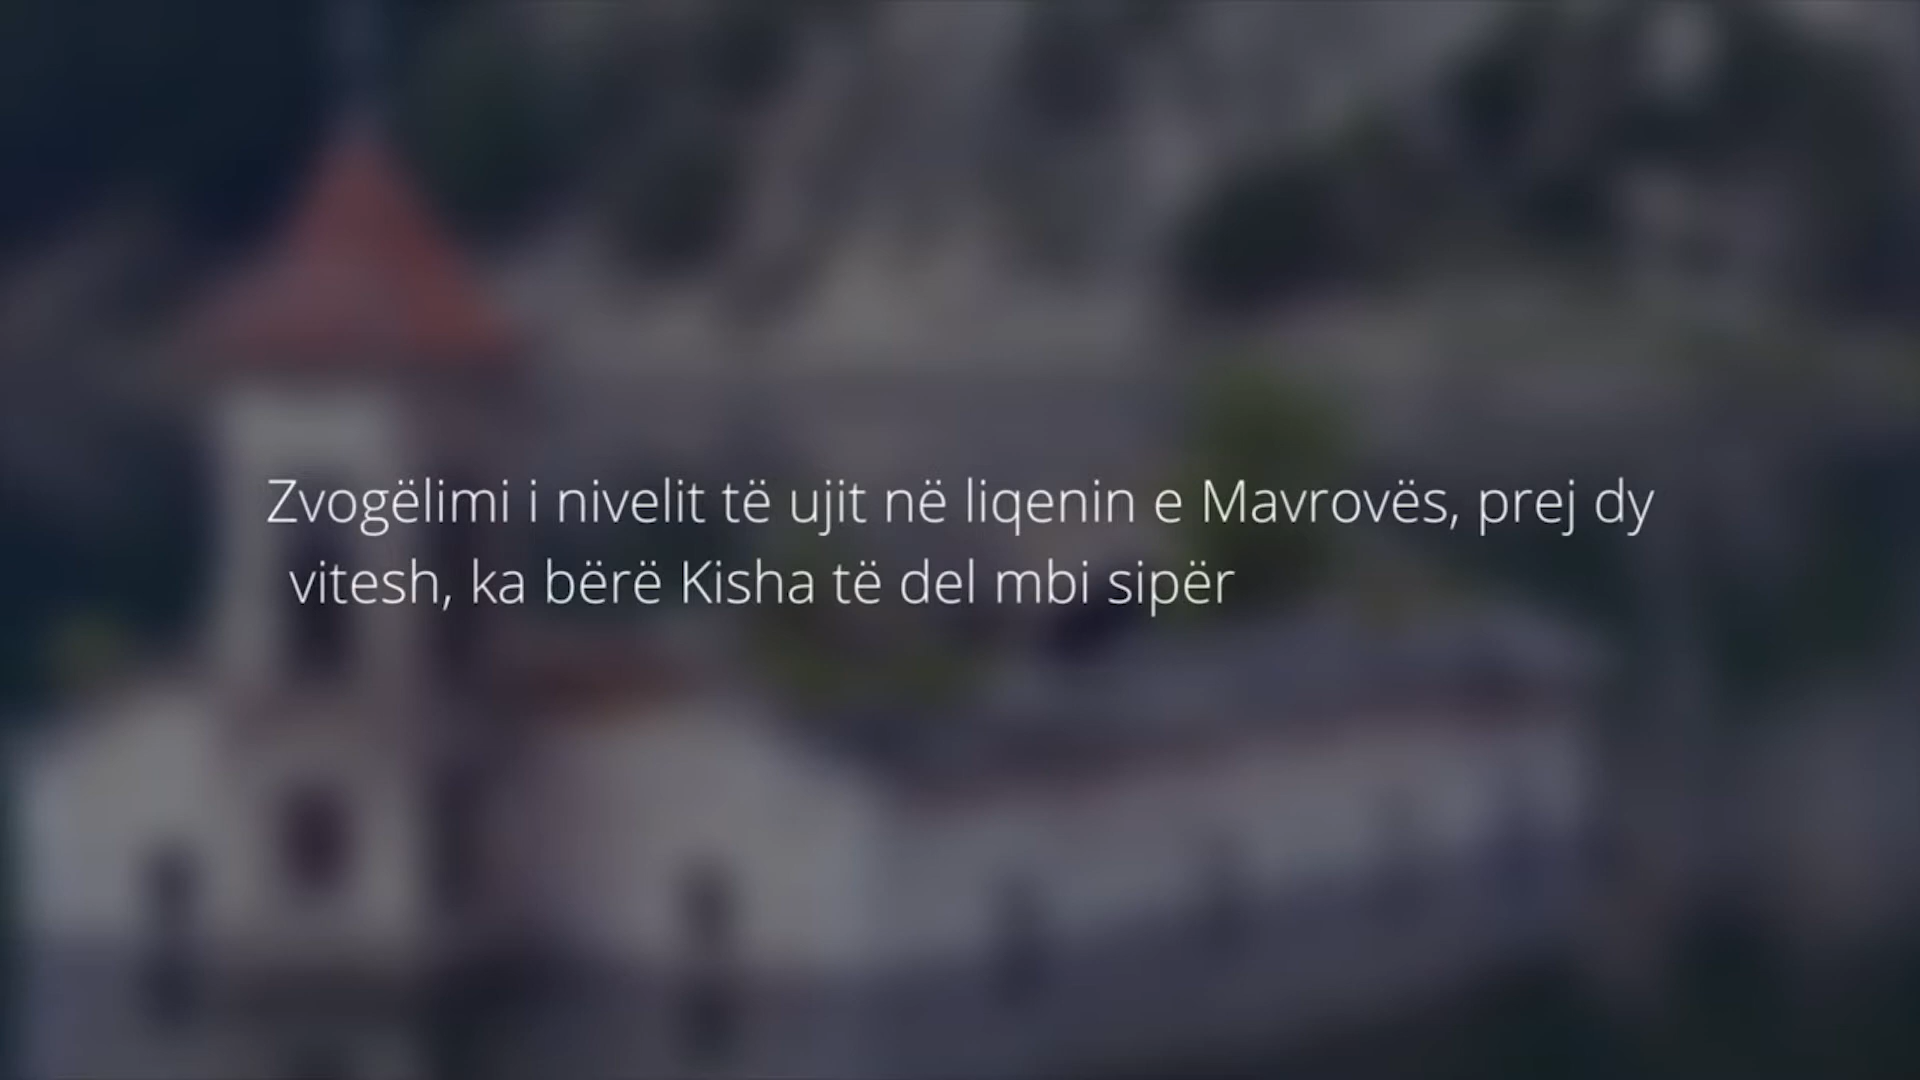 Zvogëlimi i nivelit të ujit në liqenin e Mavrovës, prej dy
vitesh, ka bërë Kisha të del mbi sipër